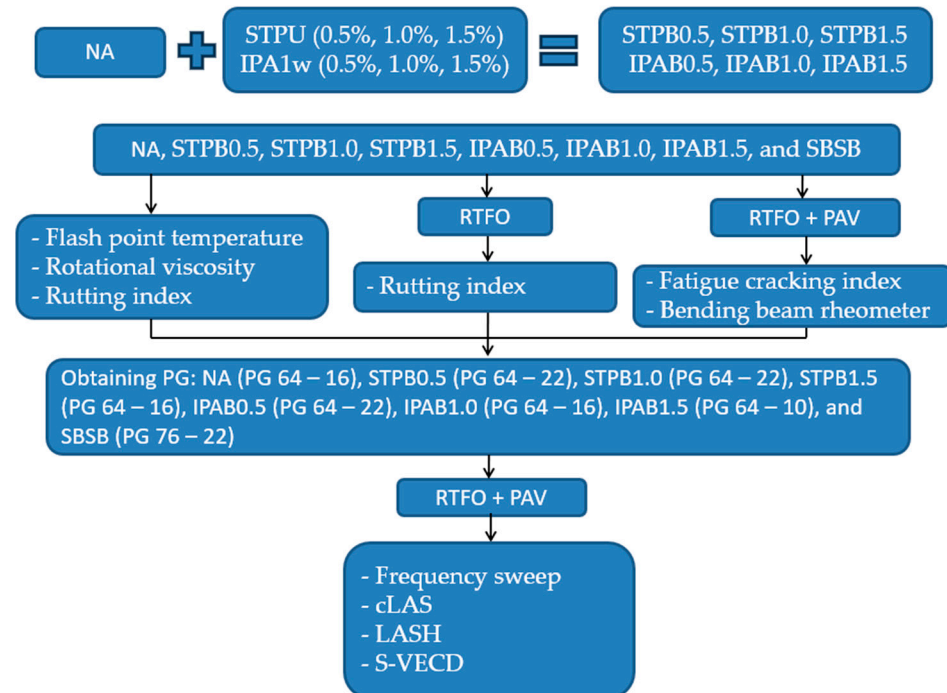 NA
STPU (0.5%, 1.0%, 1.5%)
IPA1w (0.5%, 1.0%, 1.5%)
STPB0.5, STPB1.0, STPB1.5
IPAB0.5, IPAB1.0, IPAB1.5
NA, STPB0.5, STPB1.0, STPB1.5, IPAB0.5, IPAB1.0, IPAB1.5, and SBSB
- Flash point temperature
- Rotational viscosity
- Rutting index
RTFO
- Rutting index
RTFO + PAV
- Fatigue cracking index
- Bending beam rheometer
Obtaining PG: NA (PG 64 – 16), STPB0.5 (PG 64 – 22), STPB1.0 (PG 64 – 22), STPB1.5
(PG 64 – 16), IPAB0.5 (PG 64 – 22), IPAB1.0 (PG 64 – 16), IPAB1.5 (PG 64 – 10), and
SBSB (PG 76 – 22)
RTFO + PAV
- Frequency sweep
- cLAS
- LASH
- S-VECD